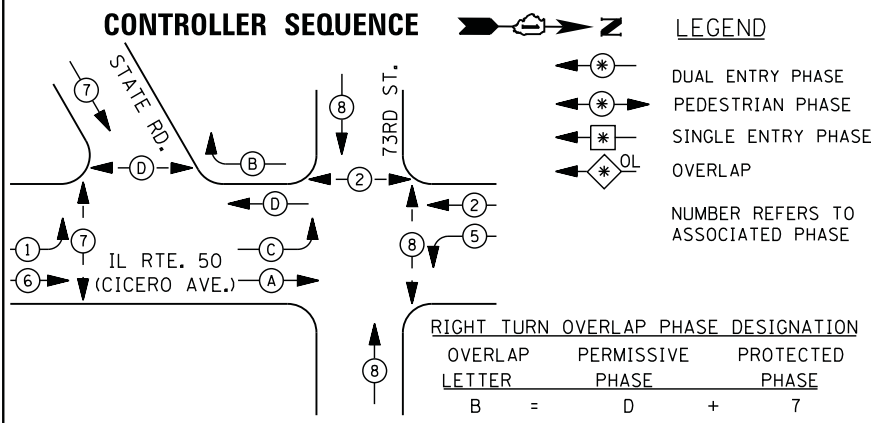 CONTROLLER SEQUENCE
N
LEGEND
* DUAL ENTRY PHASE
* PEDESTRIAN PHASE
* SINGLE ENTRY PHASE
* OL OVERLAP
NUMBER REFERS TO
ASSOCIATED PHASE
STATE RD.
73RD ST.
7
8
B
D
2
D
2
1
7
C
8
5
6
IL RTE. 50
(CICERO AVE.)
A
8
RIGHT TURN OVERLAP PHASE DESIGNATION
OVERLAP PERMISSIVE PROTECTED
LETTER PHASE PHASE
B = D + 7